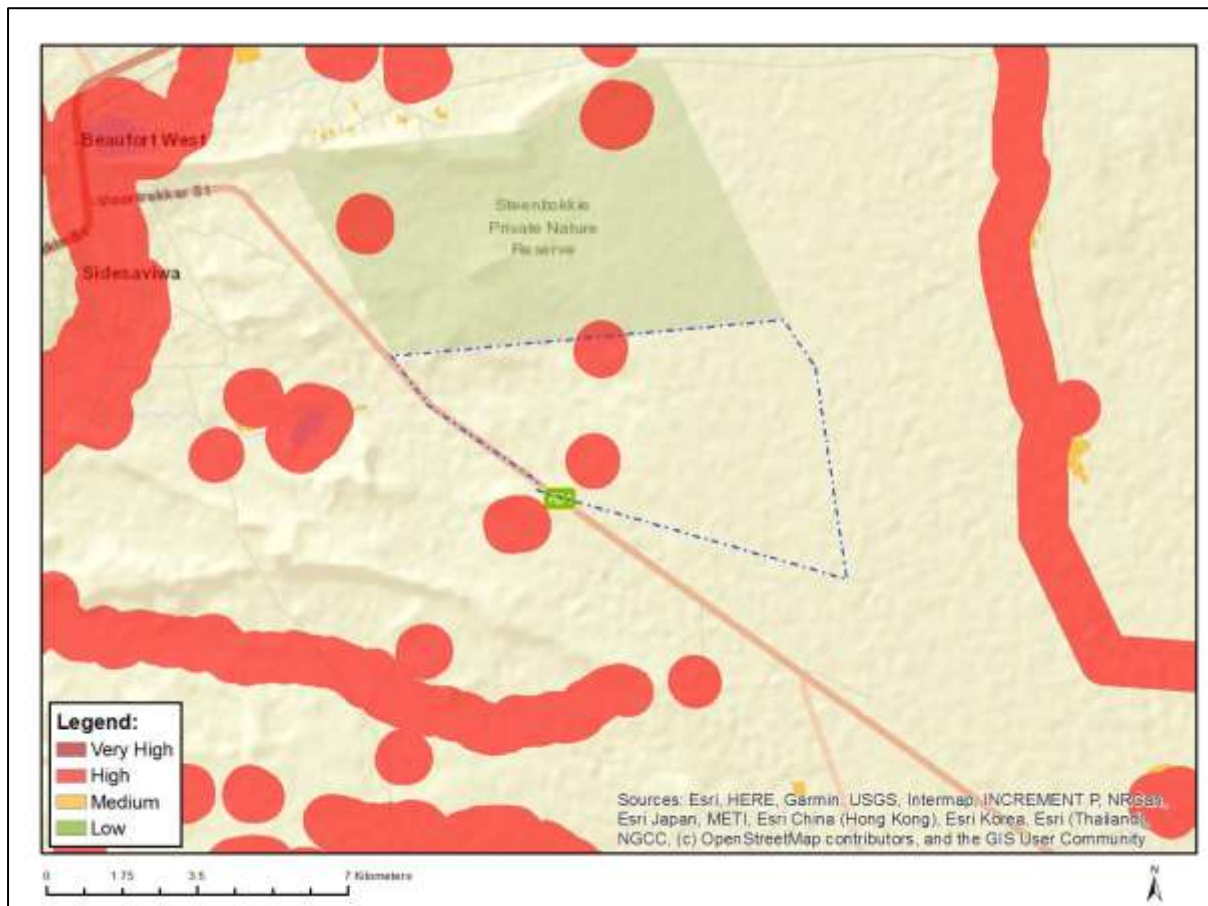 Beaufort West
Sidesaviwa
Steenbokkie
Private Nature
Reserve
Legend:
Very High
High
Medium
Low
Sources: Esri, HERE, Garmin, USGS, Intermap, INCREMENT P, NRCan,
Esri Japan, METI, Esri China (Hong Kong), Esri Korea, Esri (Thailand),
NGCC, (c) OpenStreetMap contributors, and the GIS User Community
0 1.75 3.5 7 Kilometers
N